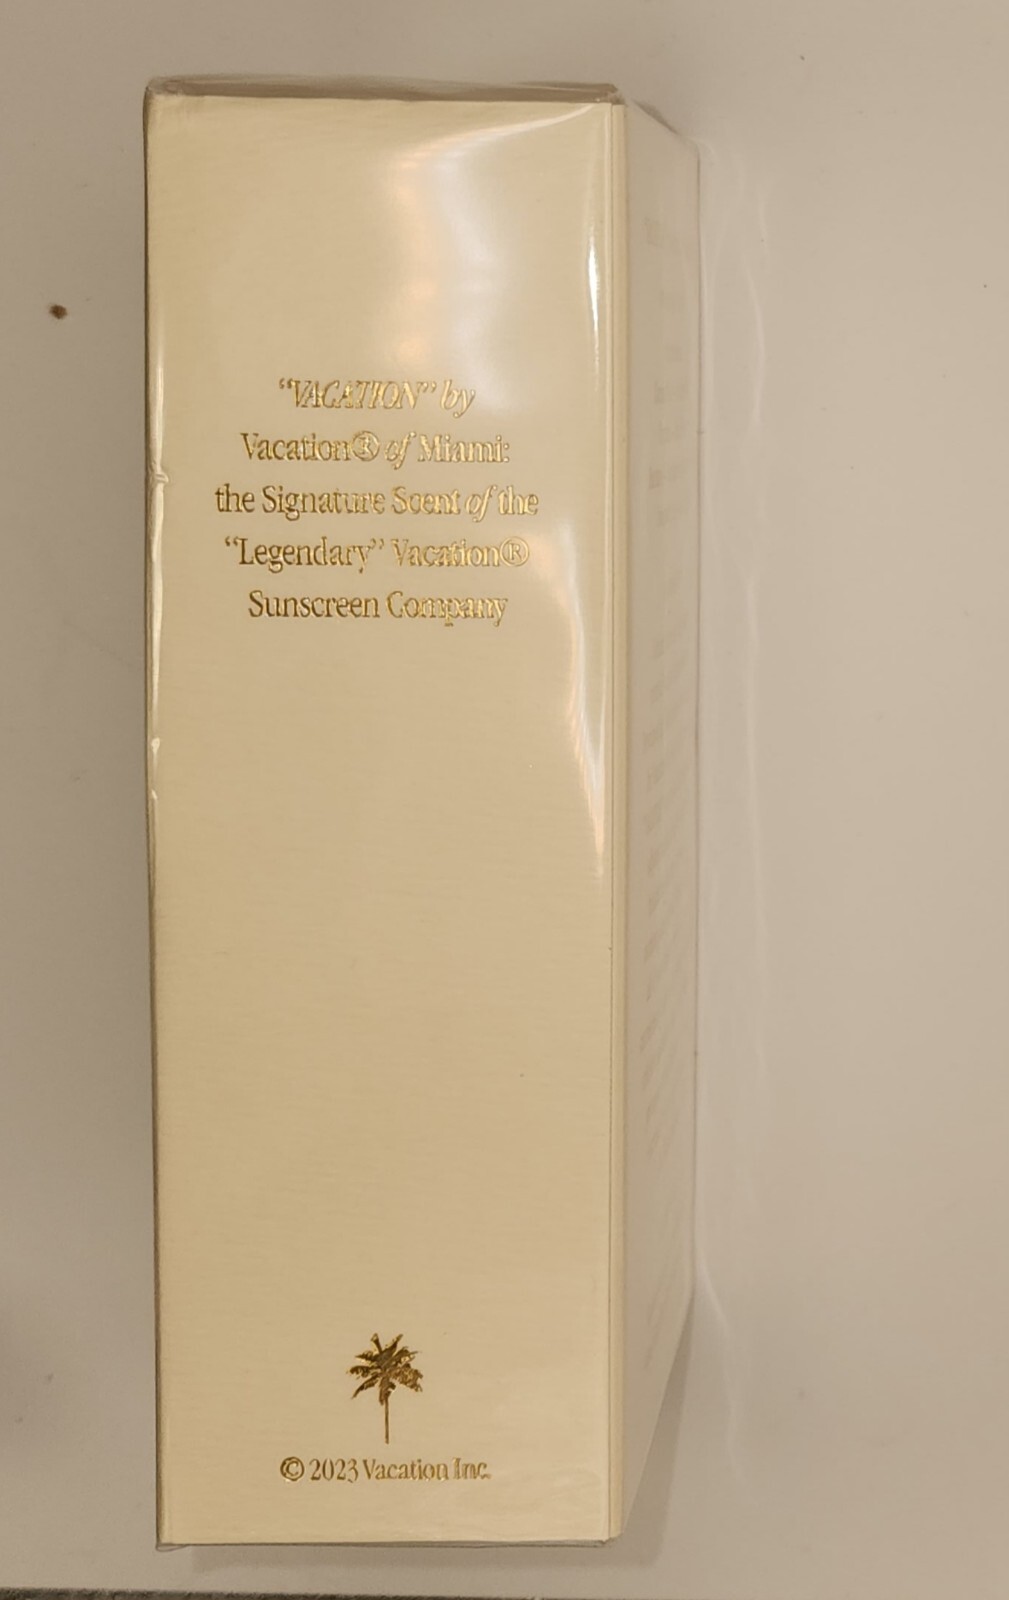 “VACATION” by
Vacation® of Miami:
the Signature Scent of the
“Legendary” Vacation®
Sunscreen Company
© 2023 Vacation Inc.